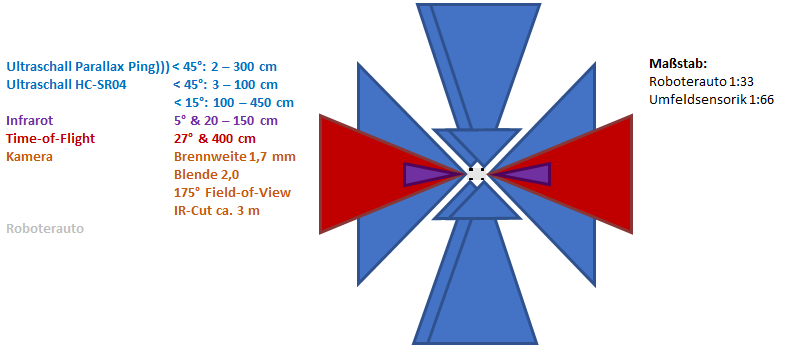 Ultraschall Parallax Ping))) < 45°: 2 – 300 cm
Ultraschall HC-SR04 < 45°: 3 – 100 cm
< 15°: 100 – 450 cm
Infrarot 5° & 20 – 150 cm
Time-of-Flight 27° & 400 cm
Kamera Brennweite 1,7 mm
Blende 2,0
175° Field-of-View
IR-Cut ca. 3 m
Roboterauto
Maßstab:
Roboterauto 1:33
Umfeldsensorik 1:66